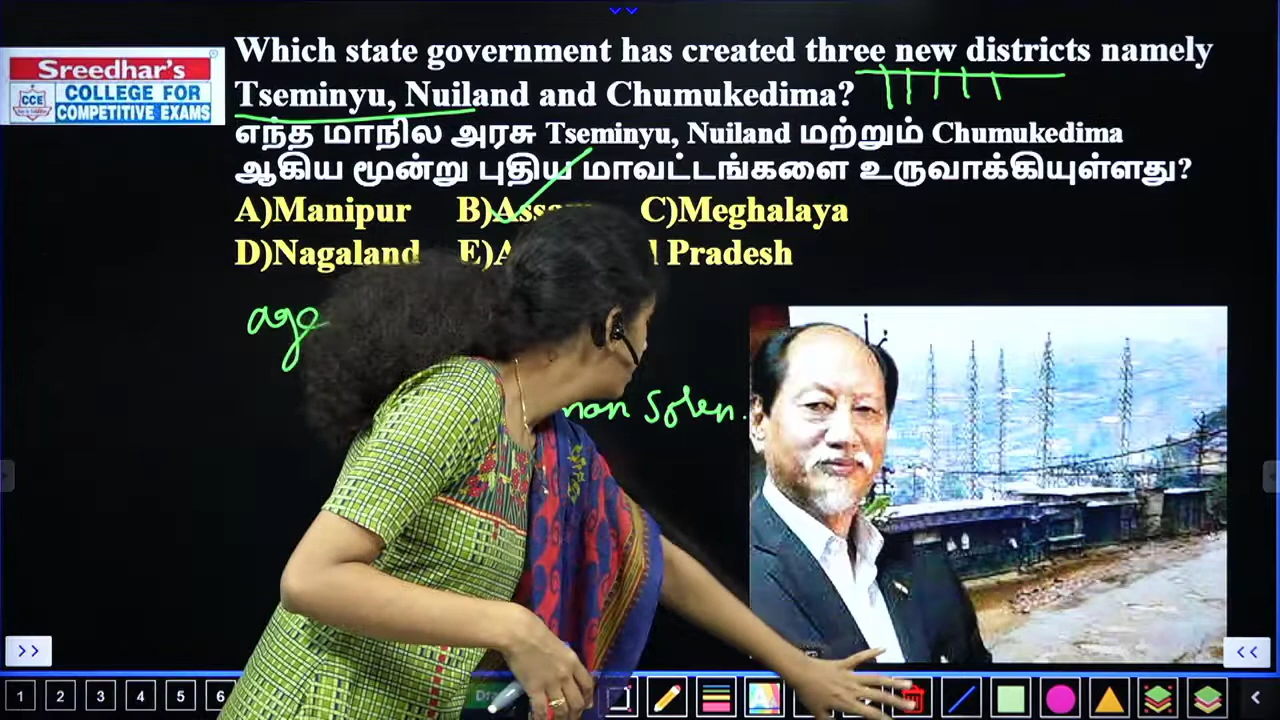 Sreedhar's
CCE
COLLEGE FOR
COMPETITIVE EXAMS
Which state government has created three new districts namely
Tseminyu, Nuiland and Chumukedima?
எந்த மாநில அரசு Tseminyu, Nuiland மற்றும் Chumukedima
ஆகிய மூன்று புதிய மாவட்டங்களை உருவாக்கியுள்ளது?
A)Manipur B)Assam C)Meghalaya
D)Nagaland E)A Pradesh
>>
<<
1 2 3 4 5 6